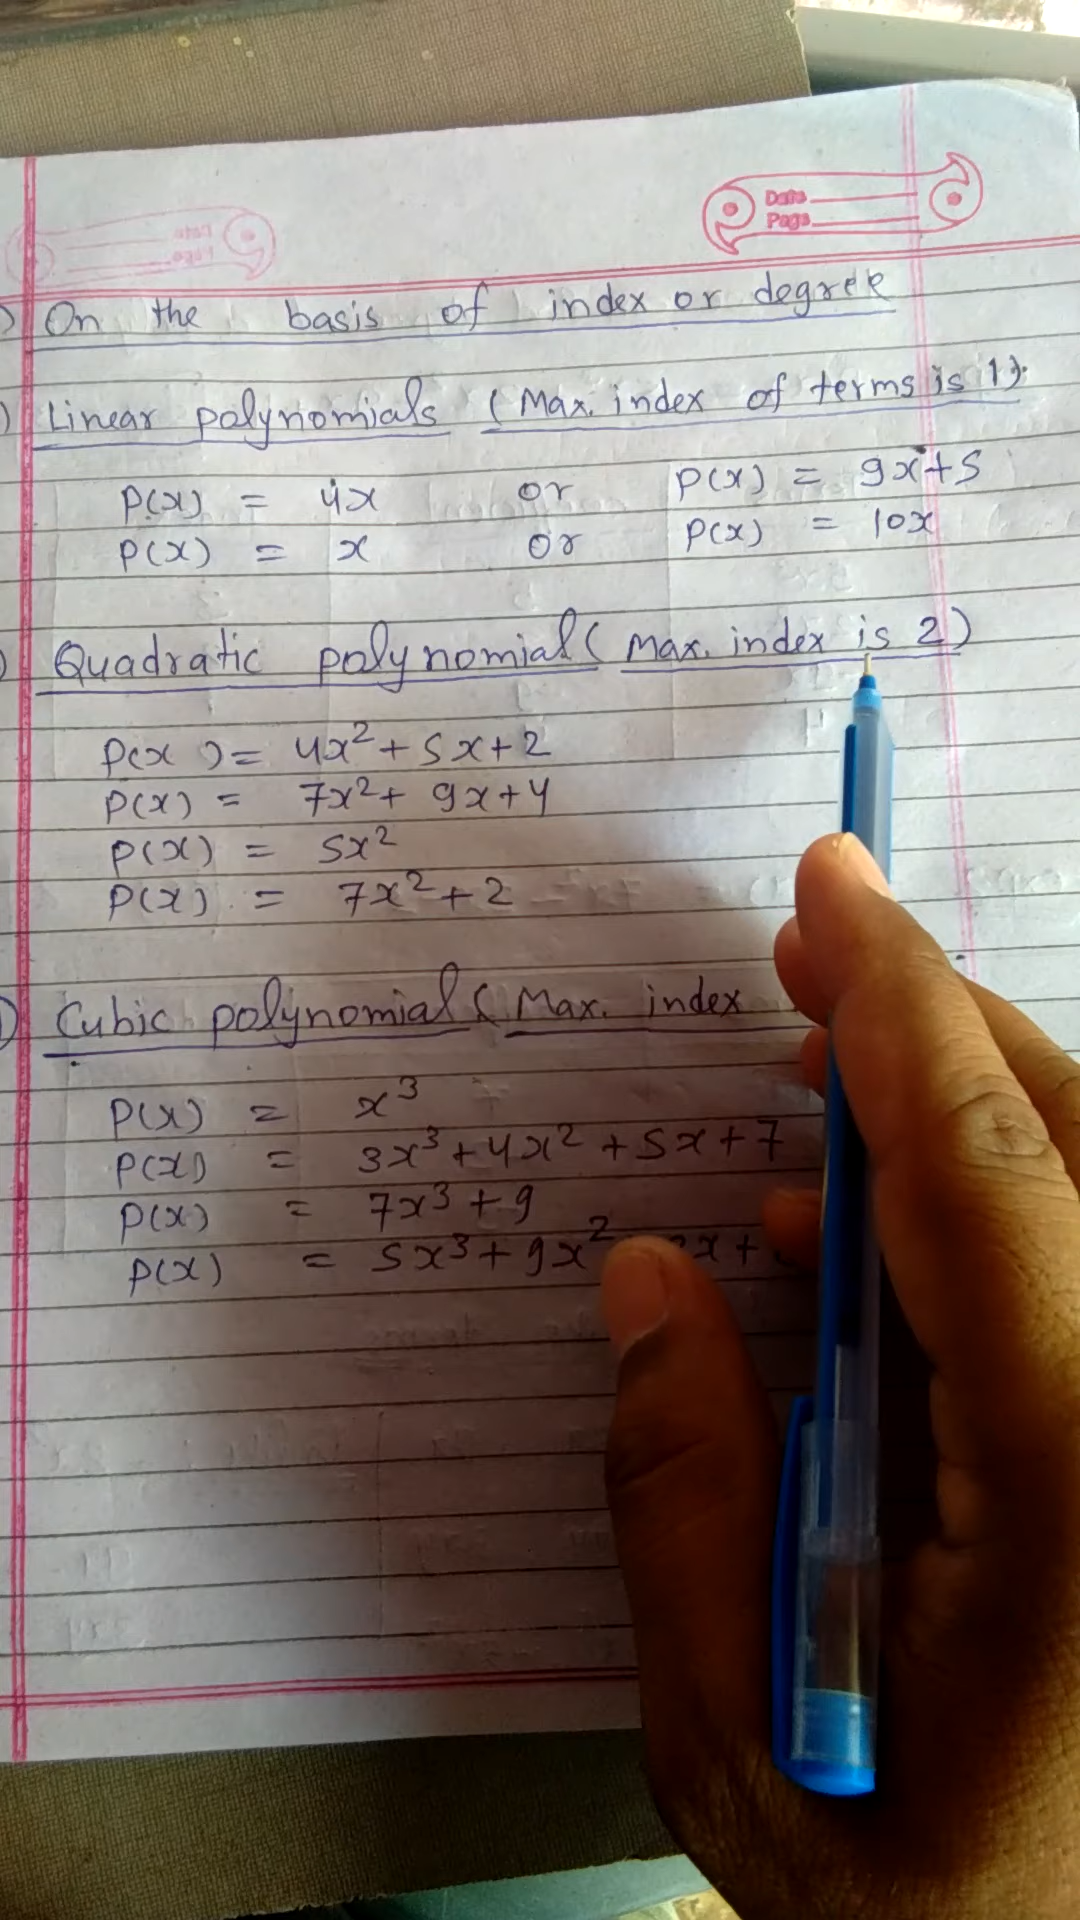 Date
Page
On the basis of index or degree
Linear polynomials (Max. index of terms is 1).
P(x) = 4x or P(x) = 9x+5
P(x) = x or P(x) = 10x
Quadratic polynomial (Max. index is 2)
P(x) = 4x²+5x+2
P(x) = 7x²+9x+4
P(x) = 5x²
P(x) = 7x²+2
Cubic polynomial (Max. index
P(x) = x³
P(x) = 3x³+4x²+5x+7
P(x) = 7x³+9
P(x) = 5x³+9x² x+